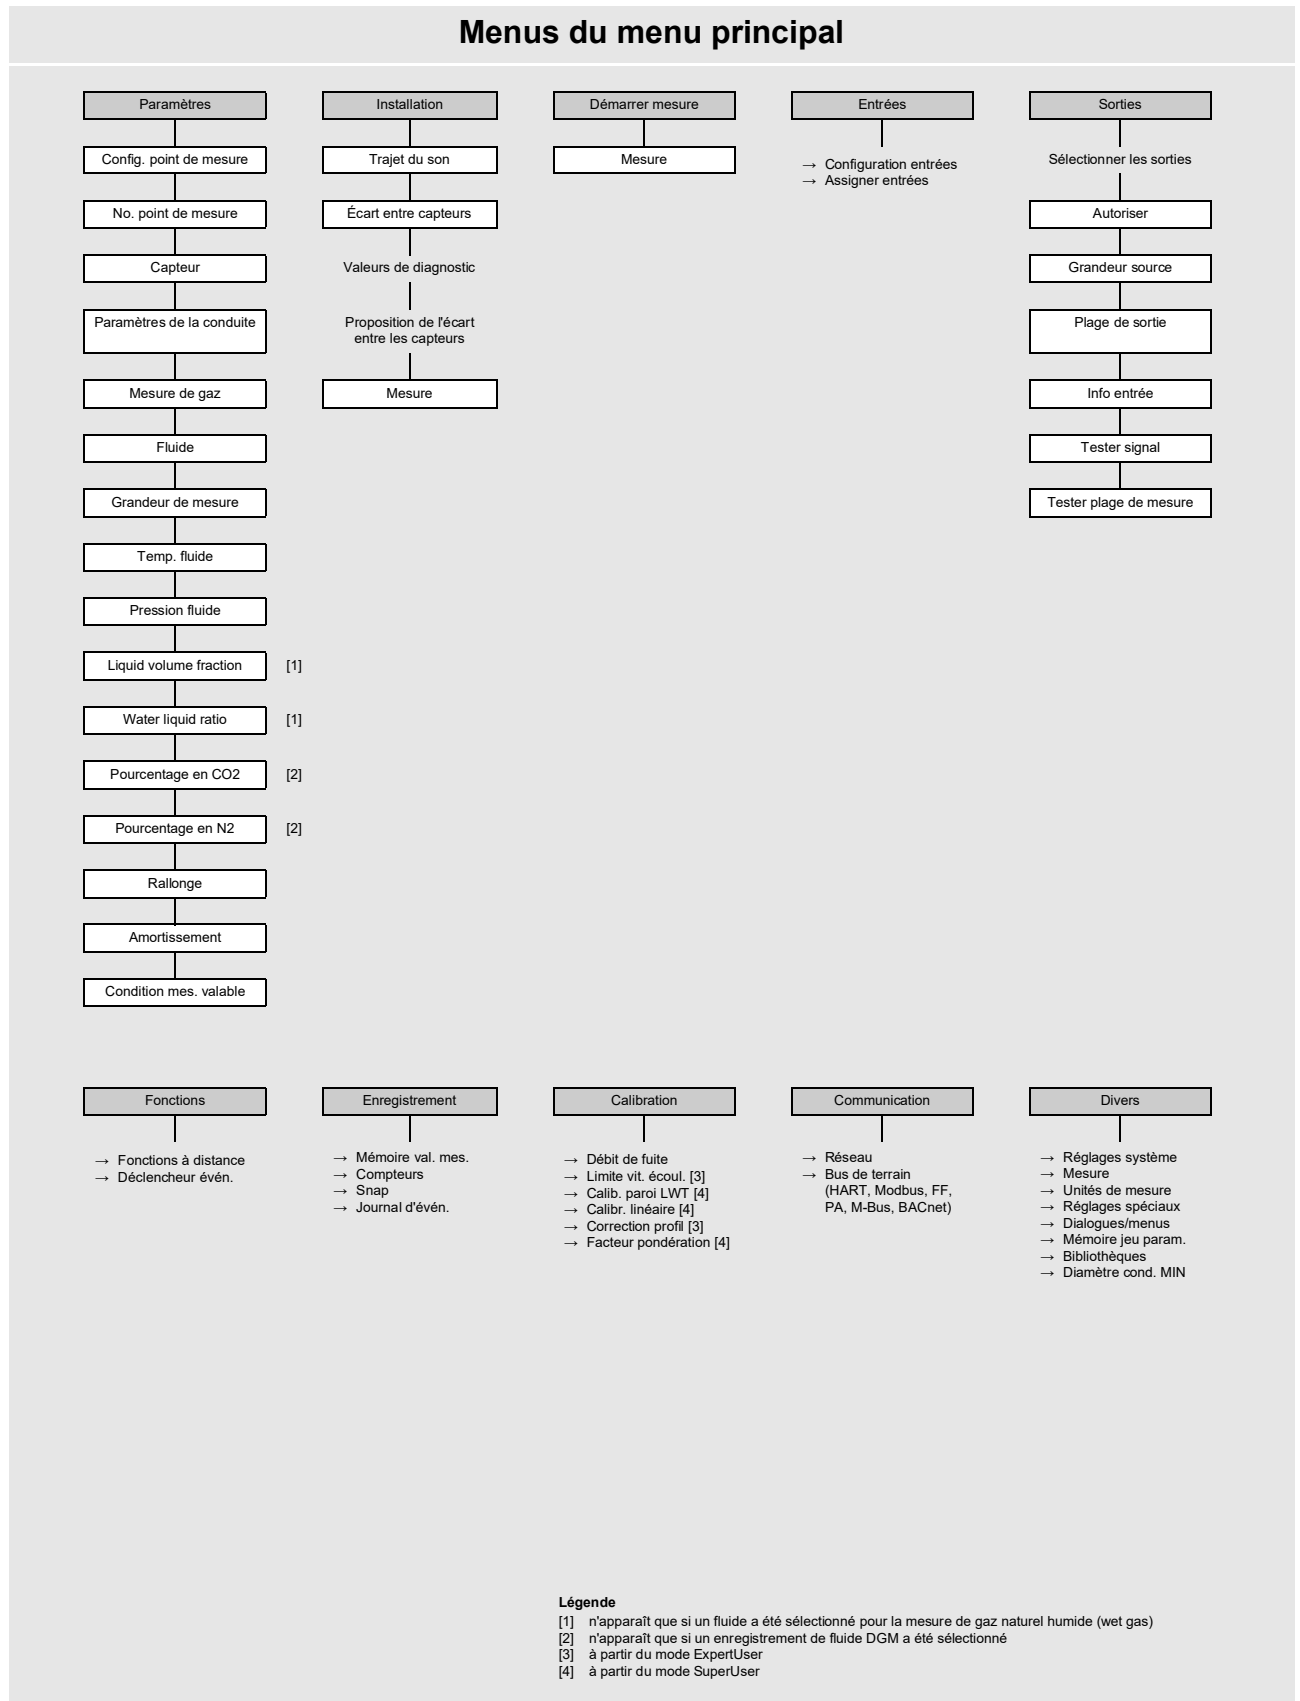 Menus du menu principal
Paramètres
Config. point de mesure
No. point de mesure
Capteur
Paramètres de la conduite
Mesure de gaz
Fluide
Grandeur de mesure
Temp. fluide
Pression fluide
Liquid volume fraction [1]
Water liquid ratio [1]
Pourcentage en CO2 [2]
Pourcentage en N2 [2]
Rallonge
Amortissement
Condition mes. valable
Installation
Trajet du son
Écart entre capteurs
Valeurs de diagnostic
Proposition de l'écart
entre les capteurs
Mesure
Démarrer mesure
Mesure
Entrées
→ Configuration entrées
→ Assigner entrées
Sorties
Sélectionner les sorties
Autoriser
Grandeur source
Plage de sortie
Info entrée
Tester signal
Tester plage de mesure
Fonctions
→ Fonctions à distance
→ Déclencheur évén.
Enregistrement
→ Mémoire val. mes.
→ Compteurs
→ Snap
→ Journal d'évén.
Calibration
→ Débit de fuite
→ Limite vit. écoul. [3]
→ Calib. paroi LWT [4]
→ Calibr. linéaire [4]
→ Correction profil [3]
→ Facteur pondération [4]
Communication
→ Réseau
→ Bus de terrain
(HART, Modbus, FF,
PA, M-Bus, BACnet)
Divers
→ Réglages système
→ Mesure
→ Unités de mesure
→ Réglages spéciaux
→ Dialogues/menus
→ Mémoire jeu param.
→ Bibliothèques
→ Diamètre cond. MIN
Légende
[1] n'apparaît que si un fluide a été sélectionné pour la mesure de gaz naturel humide (wet gas)
[2] n'apparaît que si un enregistrement de fluide DGM a été sélectionné
[3] à partir du mode ExpertUser
[4] à partir du mode SuperUser